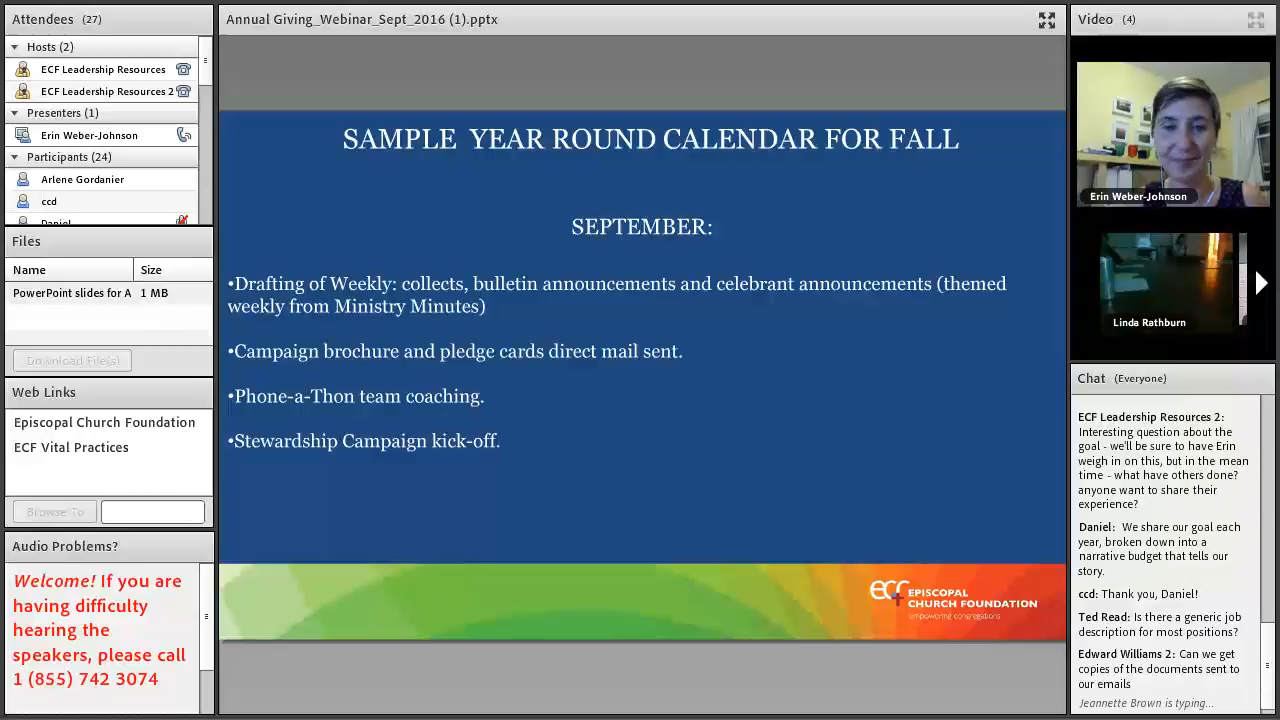 Attendees (27)
Hosts (2)
ECF Leadership Resources
ECF Leadership Resources 2
Presenters (1)
Erin Weber-Johnson
Participants (24)
Arlene Gordanier
ccd
Daniel
Files
Name Size
PowerPoint slides for A 1 MB
Download File(s)
Web Links
Episcopal Church Foundation
ECF Vital Practices
Browse To
Audio Problems?
Welcome! If you are
having difficulty
hearing the
speakers, please call
1 (855) 742 3074
Annual Giving_Webinar_Sept_2016 (1).pptx
SAMPLE YEAR ROUND CALENDAR FOR FALL
SEPTEMBER:
•Drafting of Weekly: collects, bulletin announcements and celebrant announcements (themed
weekly from Ministry Minutes)
•Campaign brochure and pledge cards direct mail sent.
•Phone-a-Thon team coaching.
•Stewardship Campaign kick-off.
ecf EPISCOPAL
CHURCH FOUNDATION
empowering congregations
Video (4)
Erin Weber-Johnson
Linda Rathburn
Chat (Everyone)
ECF Leadership Resources 2:
Interesting question about the
goal - we'll be sure to have Erin
weigh in on this, but in the mean
time - what have others done?
anyone want to share their
experience?
Daniel: We share our goal each
year, broken down into a
narrative budget that tells our
story.
ccd: Thank you, Daniel!
Ted Read: Is there a generic job
description for most positions?
Edward Williams 2: Can we get
copies of the documents sent to
our emails
Jeannette Brown is typing...